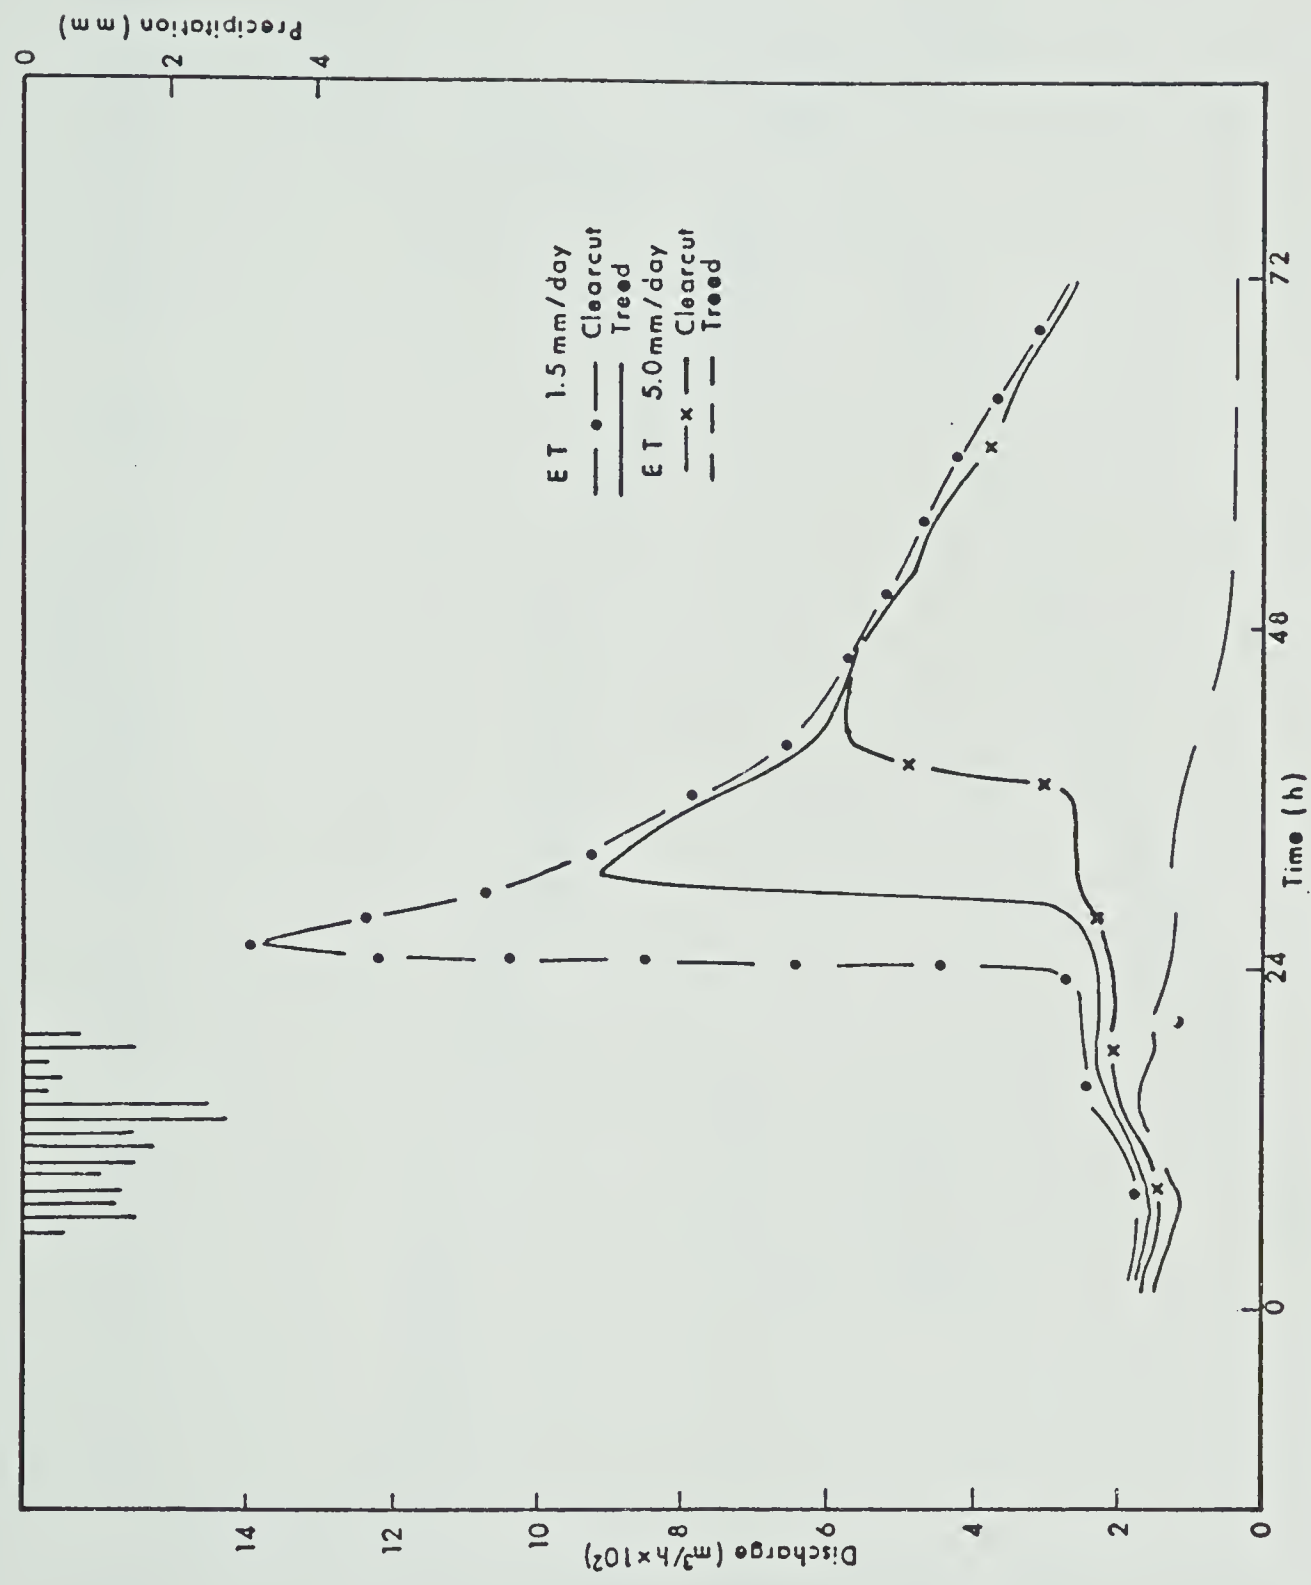 Precipitation (mm)
0
2
4
ET 1.5 mm/day
Clearcut
Treed
ET 5.0 mm/day
Clearcut
Treed
Discharge (m³/h × 10²)
14
12
10
8
6
4
2
0
0
24
48
72
Time (h)